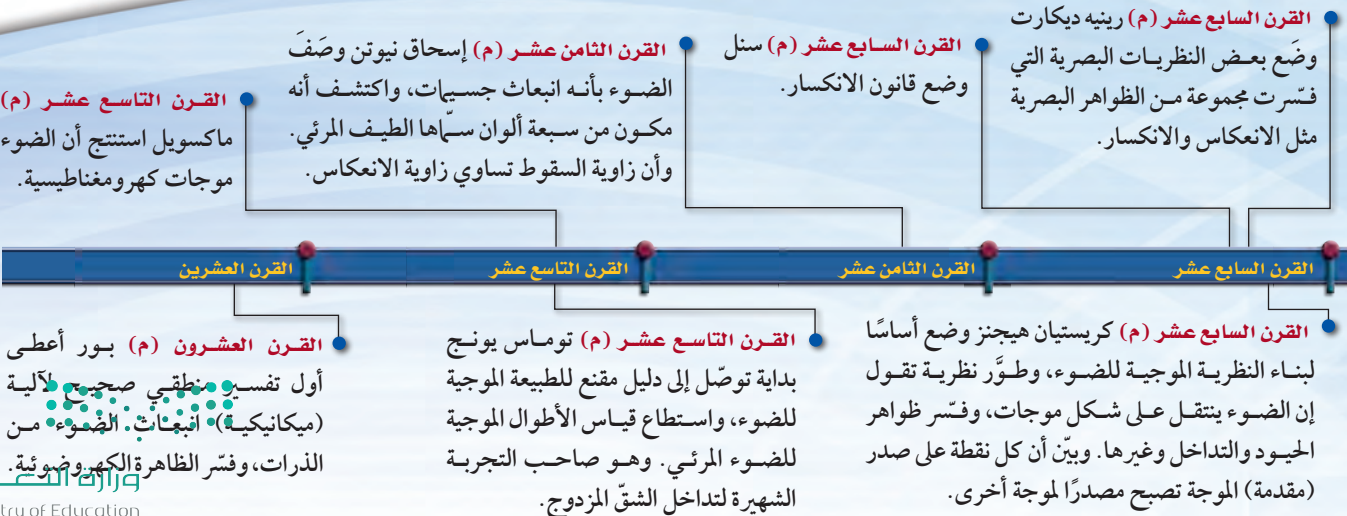 القرن السابع عشر (م) رينيه ديكارت
وضَع بعض النظريات البصرية التي
فسّرت مجموعة من الظواهر البصرية
مثل الانعكاس والانكسار.
القرن السابع عشر (م) سنل
وضع قانون الانكسار.
القرن الثامن عشر (م) إسحاق نيوتن وصَفَ
الضوء بأنه انبعاث جسيمات، واكتشف أنه
مكون من سبعة ألوان سمّاها الطيف المرئي.
وأن زاوية السقوط تساوي زاوية الانعكاس.
القرن التاسع عشر (م)
ماكسويل استنتج أن الضوء
موجات كهرومغناطيسية.
القرن السابع عشر
القرن الثامن عشر
القرن التاسع عشر
القرن العشرين
القرن السابع عشر (م) كريستيان هيجنز وضع أساسًا
لبناء النظرية الموجية للضوء، وطوَّر نظرية تقول
إن الضوء ينتقل على شكل موجات، وفسّر ظواهر
الحيود والتداخل وغيرها. وبيّن أن كل نقطة على صدر
(مقدمة) الموجة تصبح مصدرًا لموجة أخرى.
القرن التاسع عشر (م) توماس يونج
بداية توصّل إلى دليل مقنع للطبيعة الموجية
للضوء، واستطاع قياس الأطوال الموجية
للضوء المرئي. وهو صاحب التجربة
الشهيرة لتداخل الشقّ المزدوج.
القرن العشرون (م) بور أعطى
أول تفسير منطقي صحيح لآلية
(ميكانيكية) انبعاث الضوء من
الذرات، وفسّر الظاهرة الكهروضوئية.
وزارة التعـ
try of Education